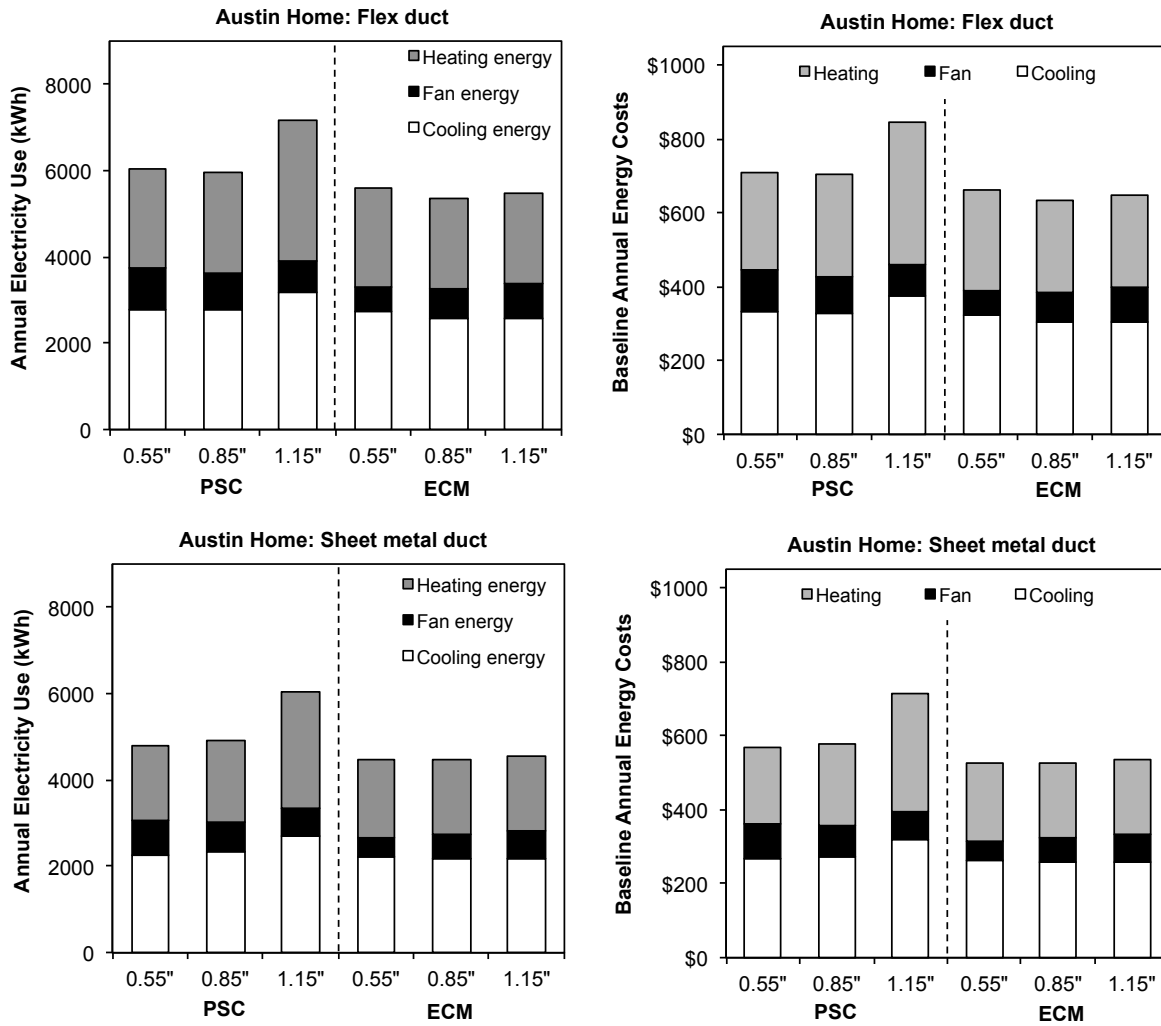 Austin Home: Flex duct
Annual Electricity Use (kWh)
8000
6000
4000
2000
0
Heating energy
Fan energy
Cooling energy
0.55" 0.85" 1.15" 0.55" 0.85" 1.15"
PSC ECM
Austin Home: Flex duct
Baseline Annual Energy Costs
$1000
$800
$600
$400
$200
$0
Heating Fan Cooling
0.55" 0.85" 1.15" 0.55" 0.85" 1.15"
PSC ECM
Austin Home: Sheet metal duct
Annual Electricity Use (kWh)
8000
6000
4000
2000
0
Heating energy
Fan energy
Cooling energy
0.55" 0.85" 1.15" 0.55" 0.85" 1.15"
PSC ECM
Austin Home: Sheet metal duct
Baseline Annual Energy Costs
$1000
$800
$600
$400
$200
$0
Heating Fan Cooling
0.55" 0.85" 1.15" 0.55" 0.85" 1.15"
PSC ECM